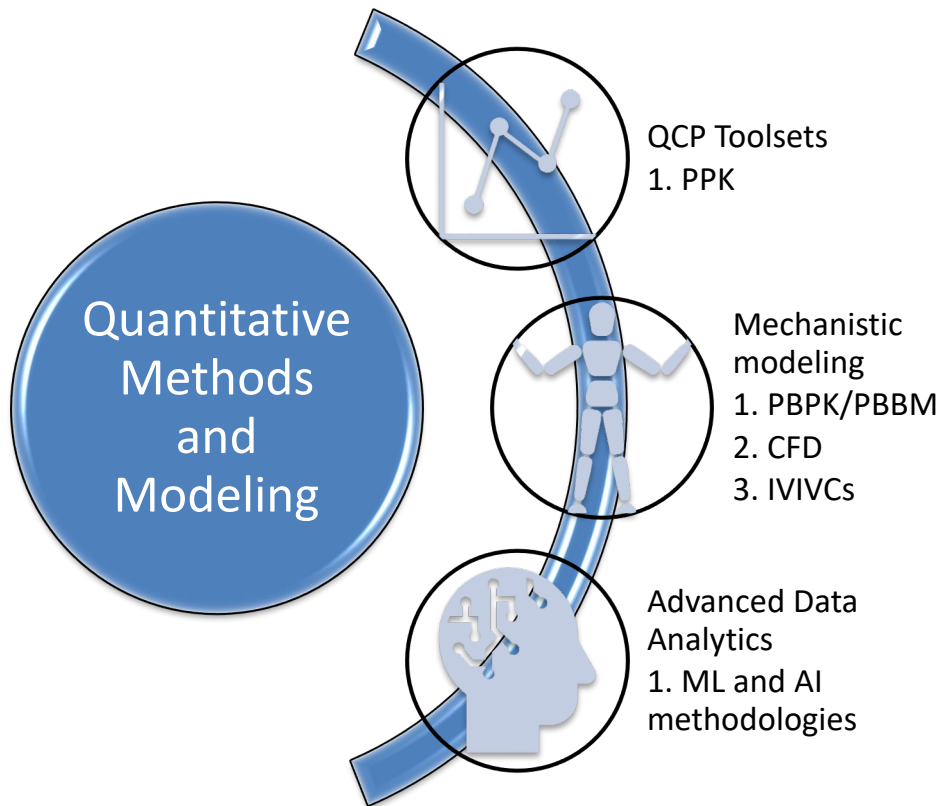 Quantitative
Methods
and
Modeling
QCP Toolsets
1. PPK
Mechanistic
modeling
1. PBPK/PBBM
2. CFD
3. IVIVCs
Advanced Data
Analytics
1. ML and AI
methodologies